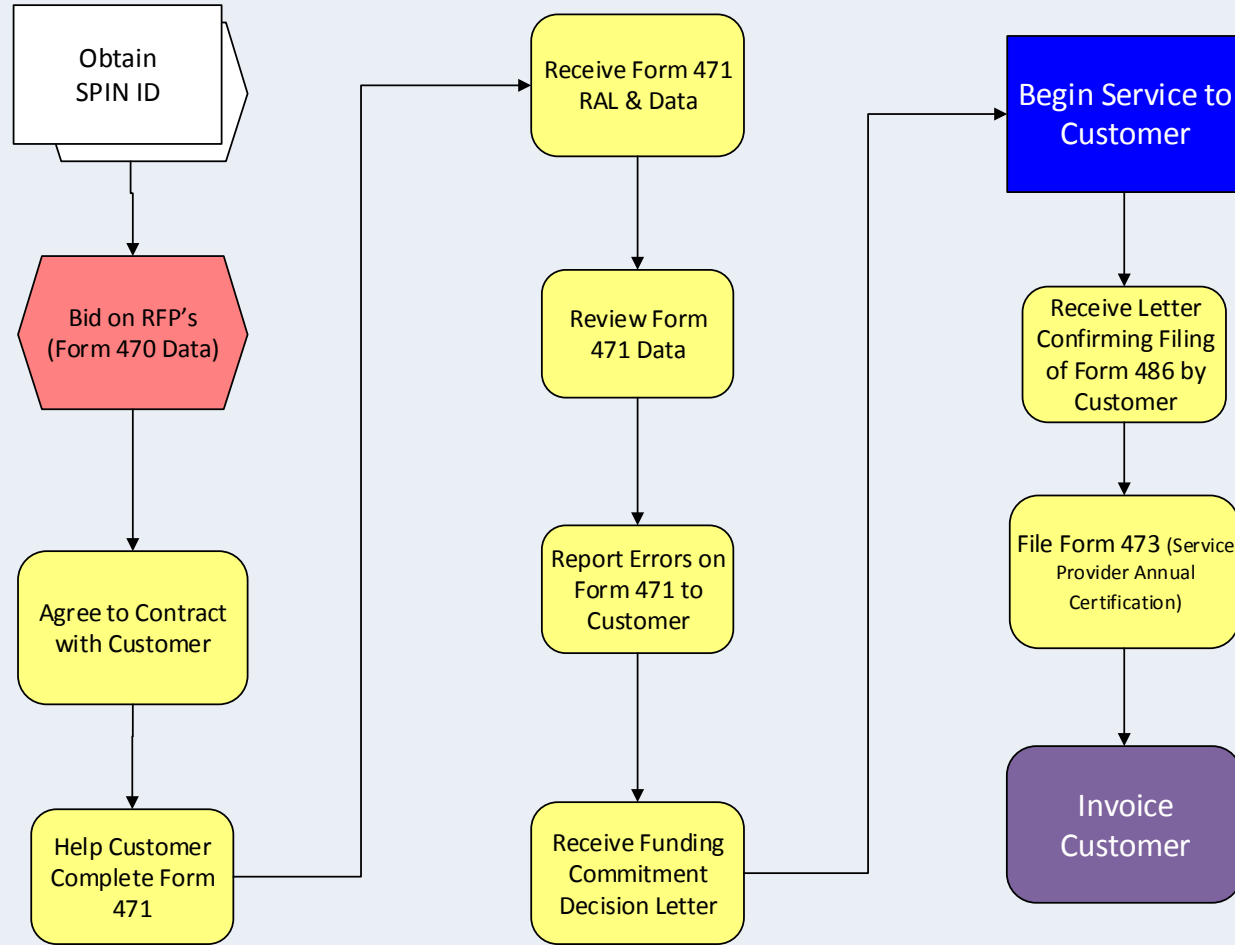 Obtain
SPIN ID
Bid on RFP's
(Form 470 Data)
Agree to Contract
with Customer
Help Customer
Complete Form
471
Receive Form 471
RAL & Data
Review Form
471 Data
Report Errors on
Form 471 to
Customer
Receive Funding
Commitment
Decision Letter
Begin Service to
Customer
Receive Letter
Confirming Filing
of Form 486 by
Customer
File Form 473 (Service
Provider Annual
Certification)
Invoice
Customer